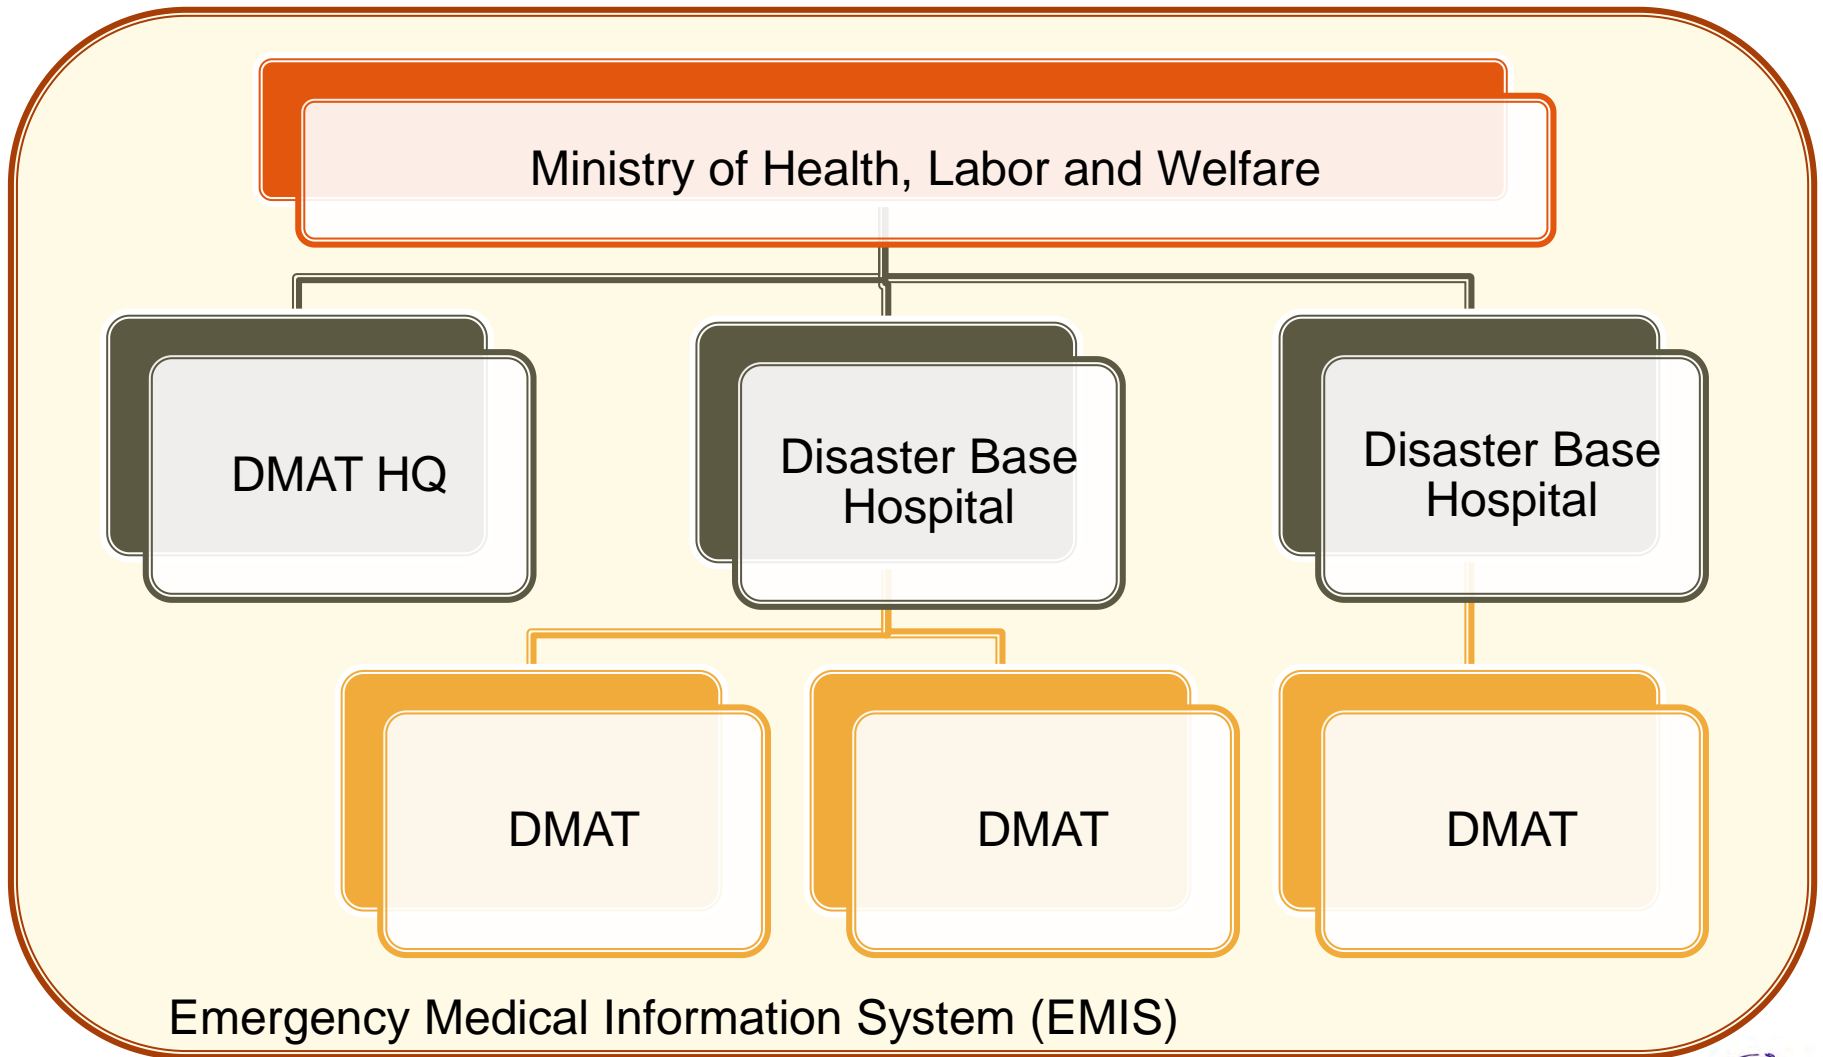 Ministry of Health, Labor and Welfare
DMAT HQ
Disaster Base
Hospital
Disaster Base
Hospital
DMAT
DMAT
DMAT
Emergency Medical Information System (EMIS)